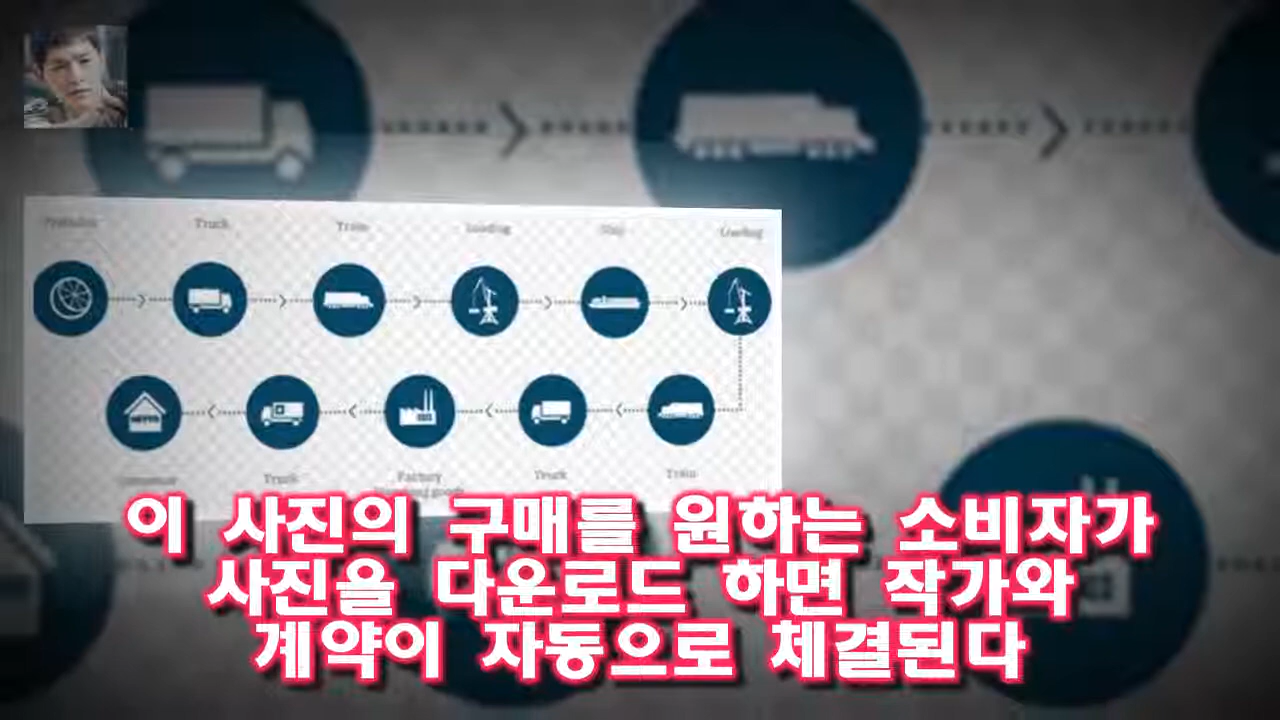 Truck
Train
Loading
Ship
Loading
Truck
Factory
Truck
Train
이 사진의 구매를 원하는 소비자가
사진을 다운로드 하면 작가와
계약이 자동으로 체결된다